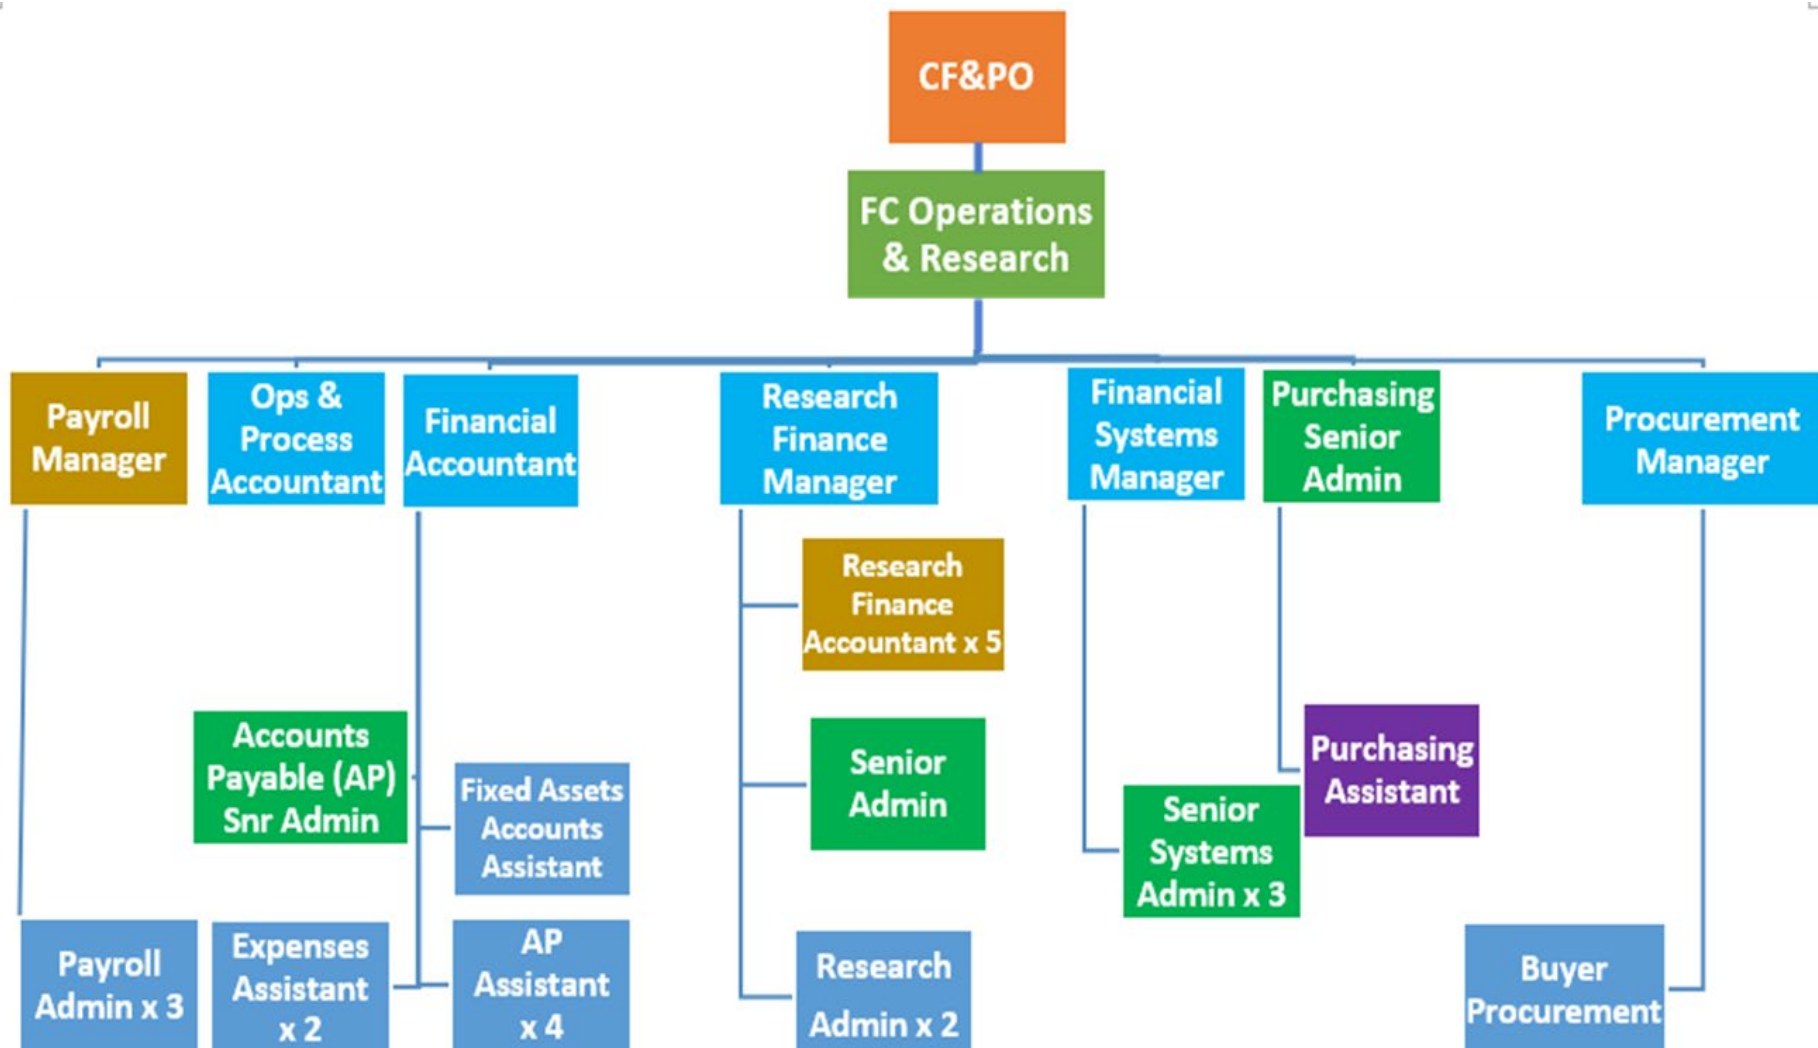 CF&PO
FC Operations
& Research
Payroll
Manager
Ops &
Process
Accountant
Financial
Accountant
Research
Finance
Manager
Financial
Systems
Manager
Purchasing
Senior
Admin
Procurement
Manager
Research
Finance
Accountant x 5
Accounts
Payable (AP)
Snr Admin
Fixed Assets
Accounts
Assistant
Senior
Admin
Senior
Systems
Admin x 3
Purchasing
Assistant
Payroll
Admin x 3
Expenses
Assistant
x 2
AP
Assistant
x 4
Research
Admin x 2
Buyer
Procurement